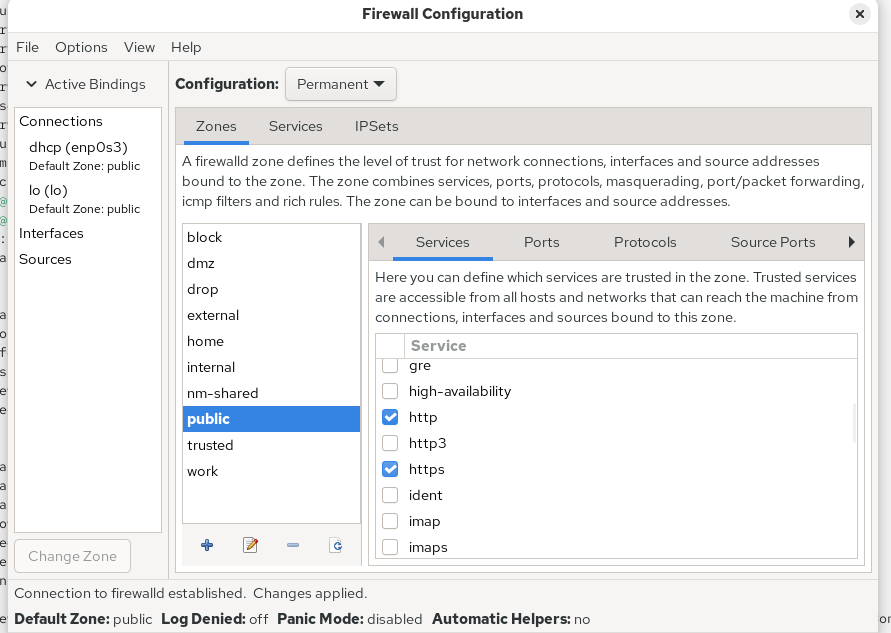 Firewall Configuration
File Options View Help
Active Bindings
Connections
dhcp (enp0s3)
Default Zone: public
lo (lo)
Default Zone: public
Interfaces
Sources
Change Zone
Configuration: Permanent
Zones Services IPSets
A firewalld zone defines the level of trust for network connections, interfaces and source addresses
bound to the zone. The zone combines services, ports, protocols, masquerading, port/packet forwarding,
icmp filters and rich rules. The zone can be bound to interfaces and source addresses.
block
dmz
drop
external
home
internal
nm-shared
public
trusted
work
Services Ports Protocols Source Ports
Here you can define which services are trusted in the zone. Trusted services
are accessible from all hosts and networks that can reach the machine from
connections, interfaces and sources bound to this zone.
Service
gre
high-availability
http
http3
https
ident
imap
imaps
Connection to firewalld established. Changes applied.
Default Zone: public Log Denied: off Panic Mode: disabled Automatic Helpers: no